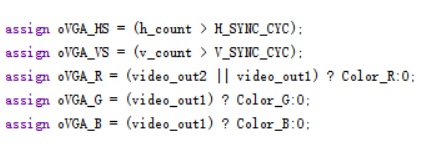 assign oVGA_HS = (h_count > H_SYNC_CYC);
assign oVGA_VS = (v_count > V_SYNC_CYC);
assign oVGA_R = (video_out2 || video_out1) ? Color_R:0;
assign oVGA_G = (video_out1) ? Color_G:0;
assign oVGA_B = (video_out1) ? Color_B:0;